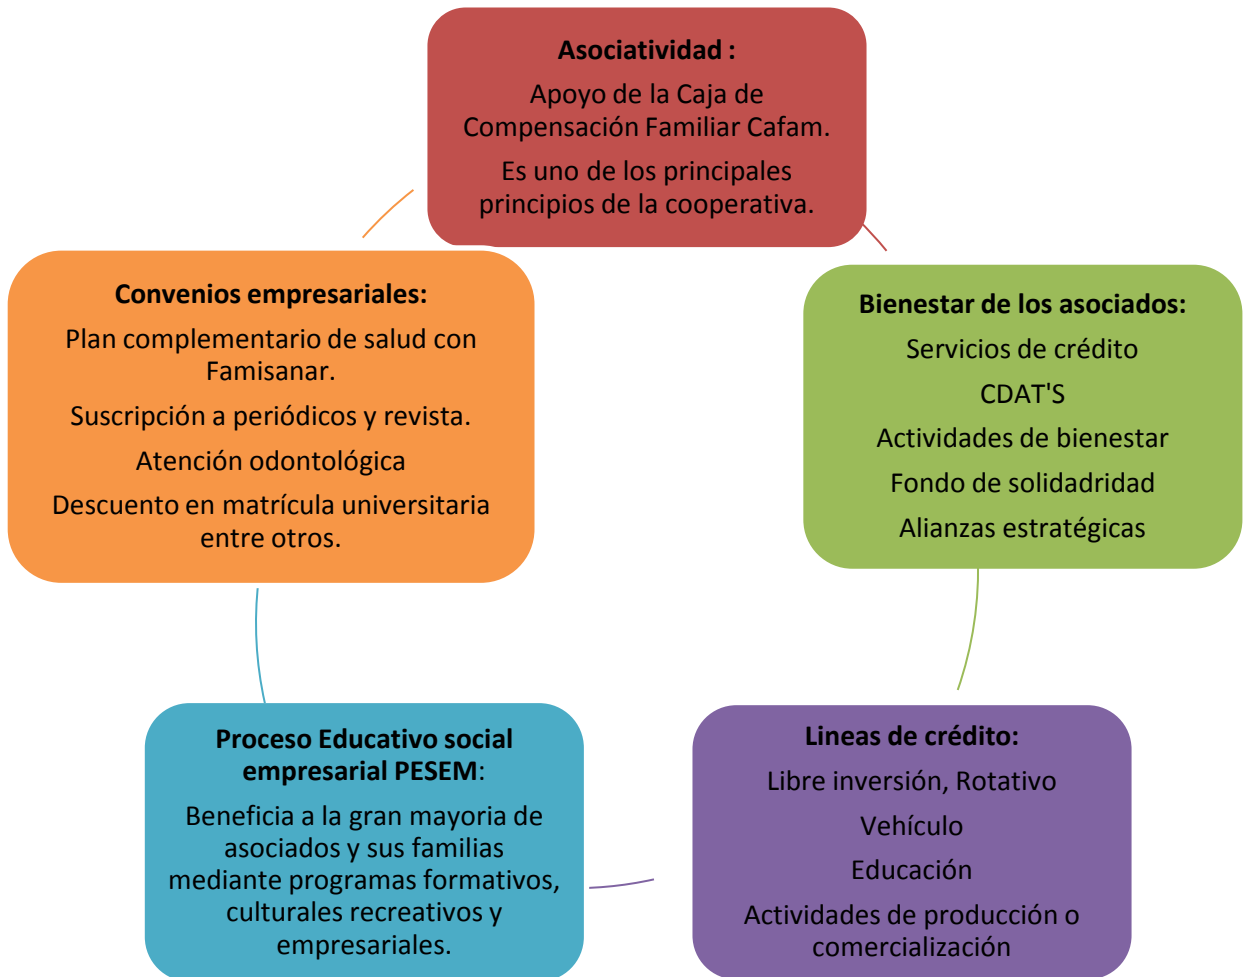 Asociatividad :
Apoyo de la Caja de
Compensación Familiar Cafam.
Es uno de los principales
principios de la cooperativa.
Bienestar de los asociados:
Servicios de crédito
CDAT'S
Actividades de bienestar
Fondo de solidadridad
Alianzas estratégicas
Lineas de crédito:
Libre inversión, Rotativo
Vehículo
Educación
Actividades de producción o
comercialización
Proceso Educativo social
empresarial PESEM:
Beneficia a la gran mayoria de
asociados y sus familias
mediante programas formativos,
culturales recreativos y
empresariales.
Convenios empresariales:
Plan complementario de salud con
Famisanar.
Suscripción a periódicos y revista.
Atención odontológica
Descuento en matrícula universitaria
entre otros.